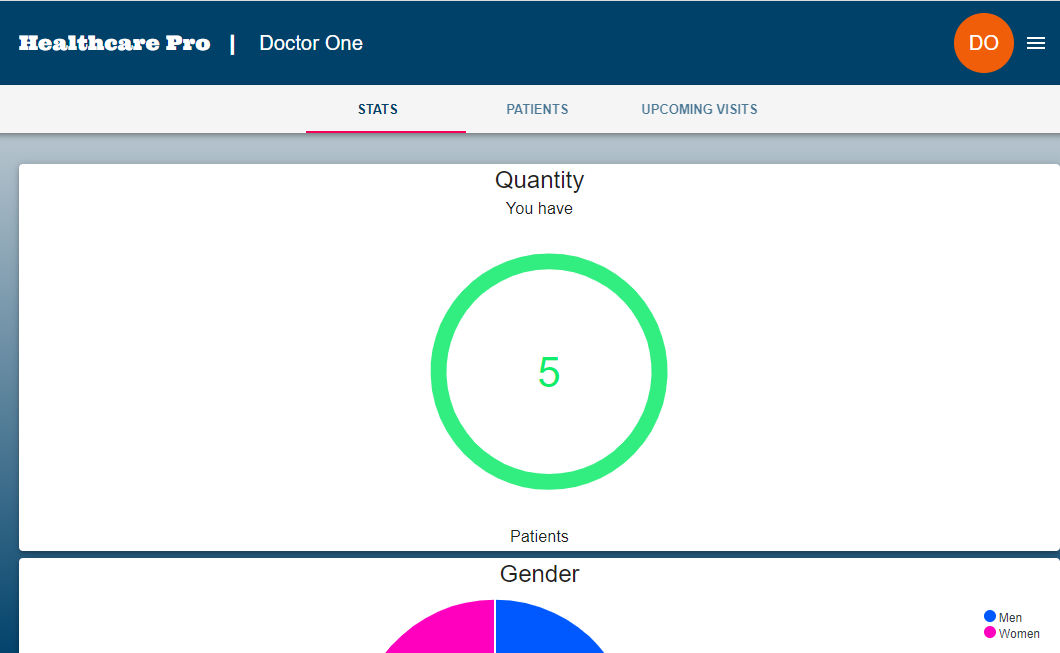 Healthcare Pro | Doctor One
DO
STATS PATIENTS UPCOMING VISITS
Quantity
You have
5
Patients
Gender
Men
Women